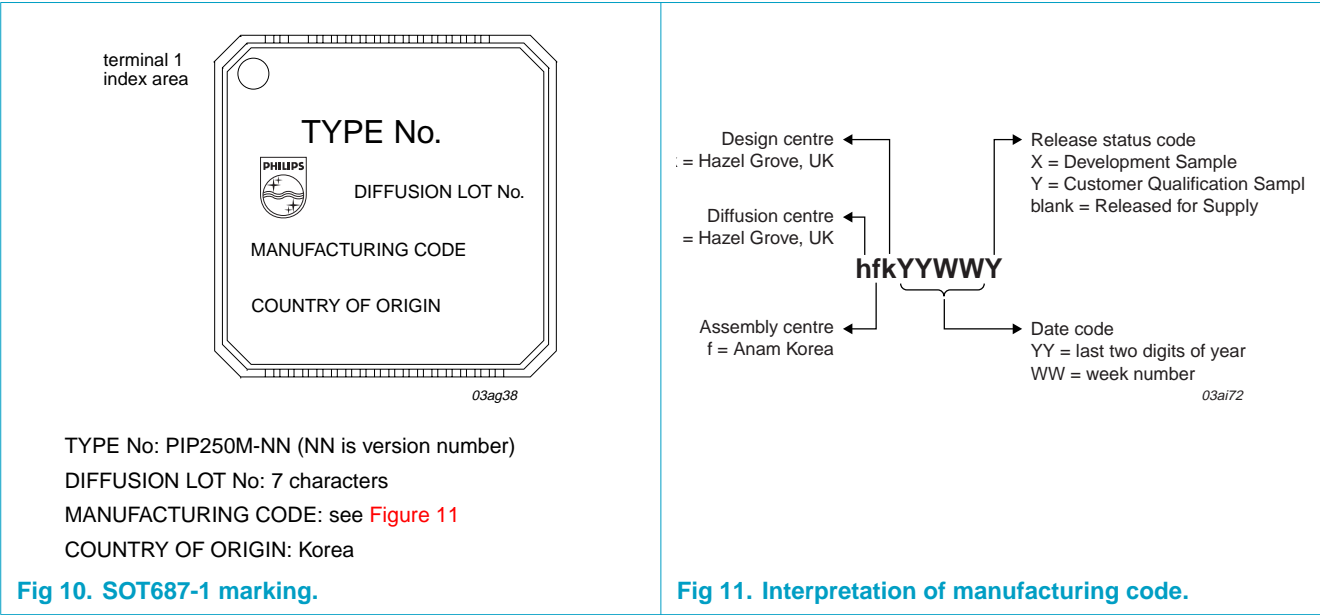 terminal 1
index area
TYPE No.
PHILIPS
DIFFUSION LOT No.
MANUFACTURING CODE
COUNTRY OF ORIGIN
03ag38
TYPE No: PIP250M-NN (NN is version number)
DIFFUSION LOT No: 7 characters
MANUFACTURING CODE: see Figure 11
COUNTRY OF ORIGIN: Korea
Fig 10. SOT687-1 marking.
Design centre
= Hazel Grove, UK
Diffusion centre
= Hazel Grove, UK
Assembly centre
f = Anam Korea
hfkYYWWY
Release status code
X = Development Sample
Y = Customer Qualification Sampl
blank = Released for Supply
Date code
YY = last two digits of year
WW = week number
03ai72
Fig 11. Interpretation of manufacturing code.